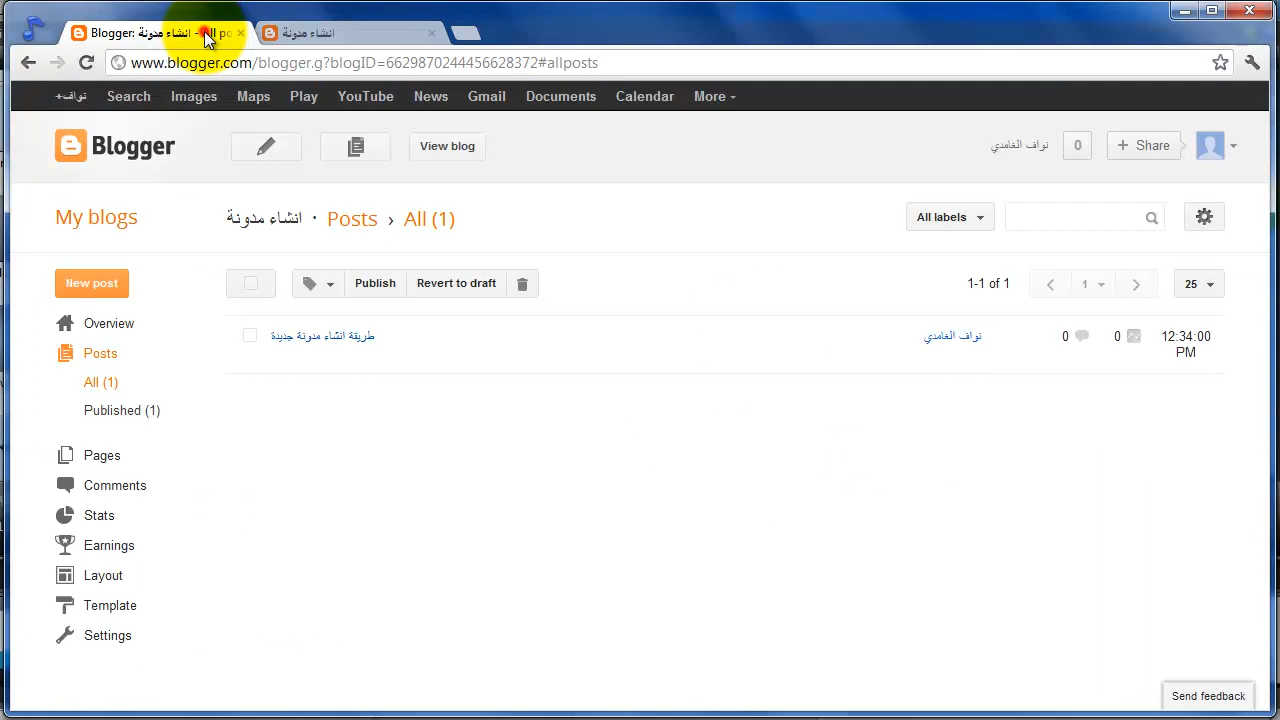 Blogger: انشاء مدونة - All po
انشاء مدونة
www.blogger.com/blogger.g?blogID=6629870244456628372#allposts
+نواف Search Images Maps Play YouTube News Gmail Documents Calendar More
Blogger View blog نواف الغامدي 0 + Share
My blogs انشاء مدونة · Posts › All (1) All labels
New post Publish Revert to draft 1-1 of 1 1 25
Overview
طريقة انشاء مدونة جديدة نواف الغامدي 0 0 12:34:00 PM
Posts
All (1)
Published (1)
Pages
Comments
Stats
Earnings
Layout
Template
Settings
Send feedback